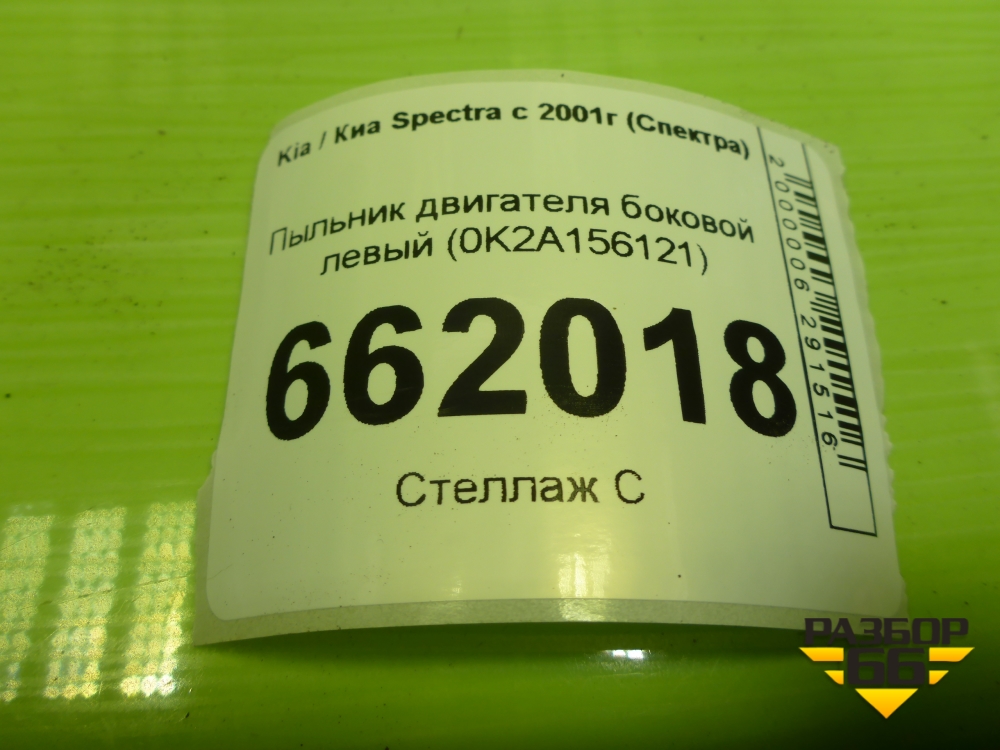 Kia / Киа Spectra с 2001г (Спектра)
Пыльник двигателя боковой
левый (0K2A156121)
662018
Стеллаж С
2000006291516
РАЗБОР
66